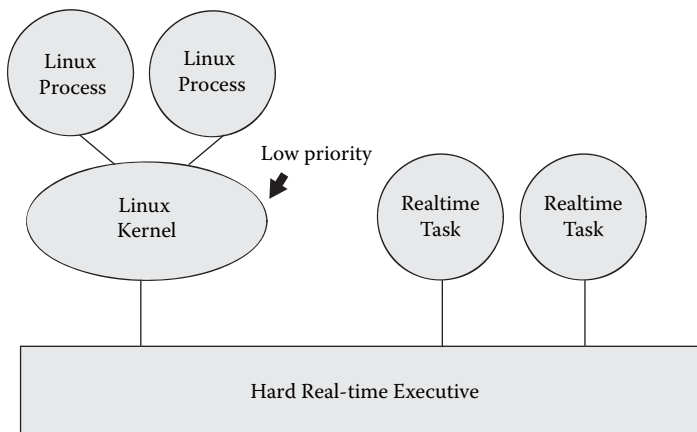 Linux
Process
Linux
Process
Low priority
Linux
Kernel
Realtime
Task
Realtime
Task
Hard Real-time Executive